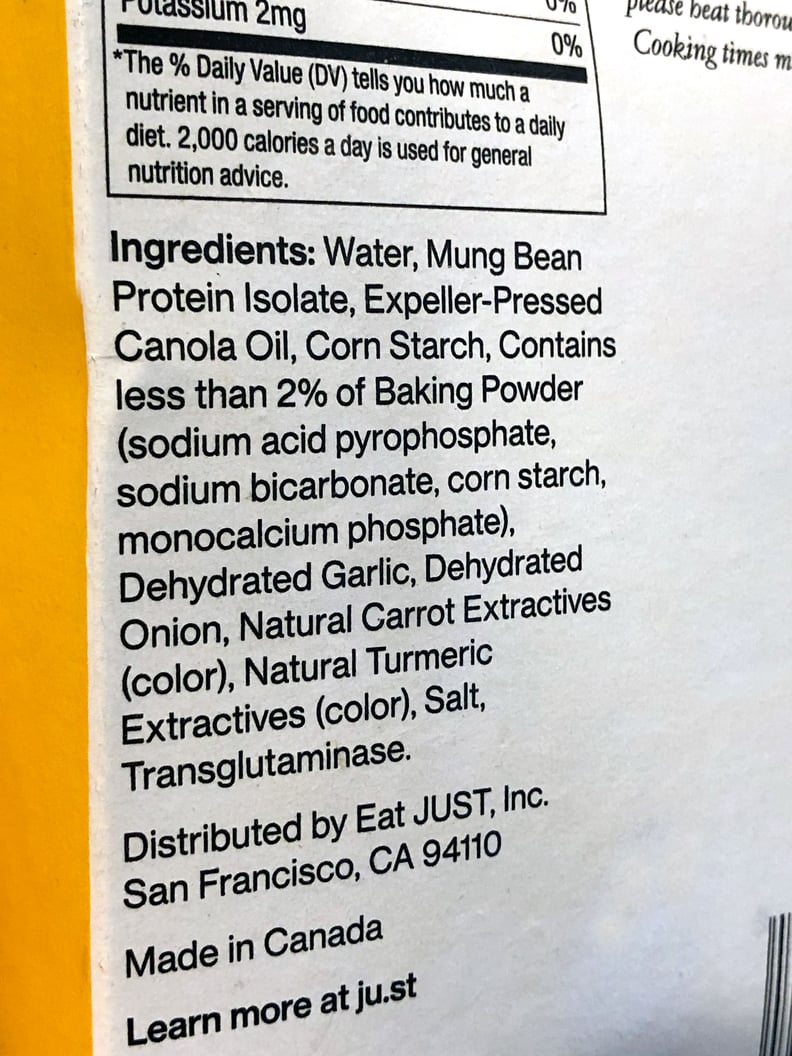 Potassium 2mg
0%
0%
*The % Daily Value (DV) tells you how much a
nutrient in a serving of food contributes to a daily
diet. 2,000 calories a day is used for general
nutrition advice.
please beat thorou
Cooking times m
Ingredients: Water, Mung Bean
Protein Isolate, Expeller-Pressed
Canola Oil, Corn Starch, Contains
less than 2% of Baking Powder
(sodium acid pyrophosphate,
sodium bicarbonate, corn starch,
monocalcium phosphate),
Dehydrated Garlic, Dehydrated
Onion, Natural Carrot Extractives
(color), Natural Turmeric
Extractives (color), Salt,
Transglutaminase.
Distributed by Eat JUST, Inc.
San Francisco, CA 94110
Made in Canada
Learn more at ju.st